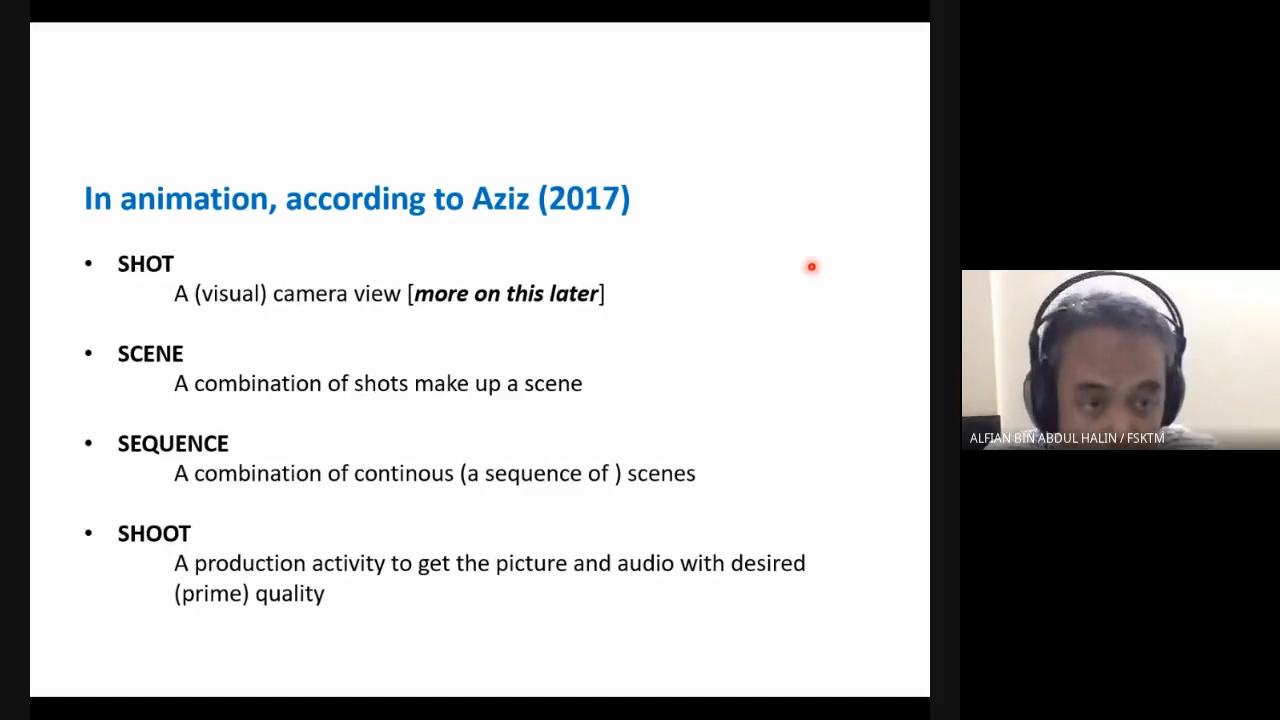 In animation, according to Aziz (2017)
• SHOT
A (visual) camera view [more on this later]
• SCENE
A combination of shots make up a scene
• SEQUENCE
A combination of continous (a sequence of ) scenes
• SHOOT
A production activity to get the picture and audio with desired
(prime) quality
ALFIAN BIN ABDUL HALIN / FSKTM